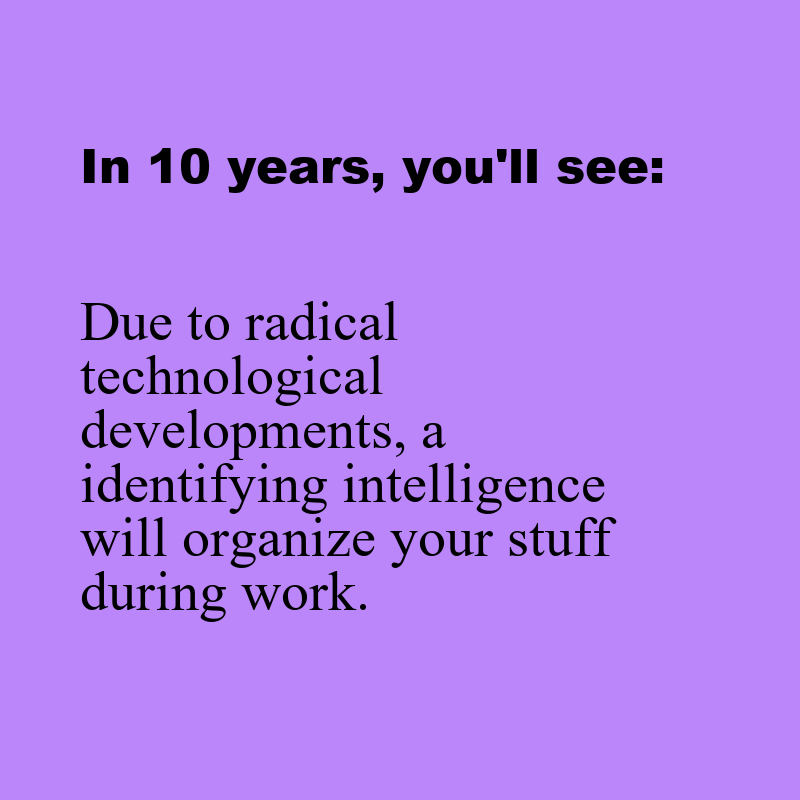 In 10 years, you'll see:
Due to radical
technological
developments, a
identifying intelligence
will organize your stuff
during work.